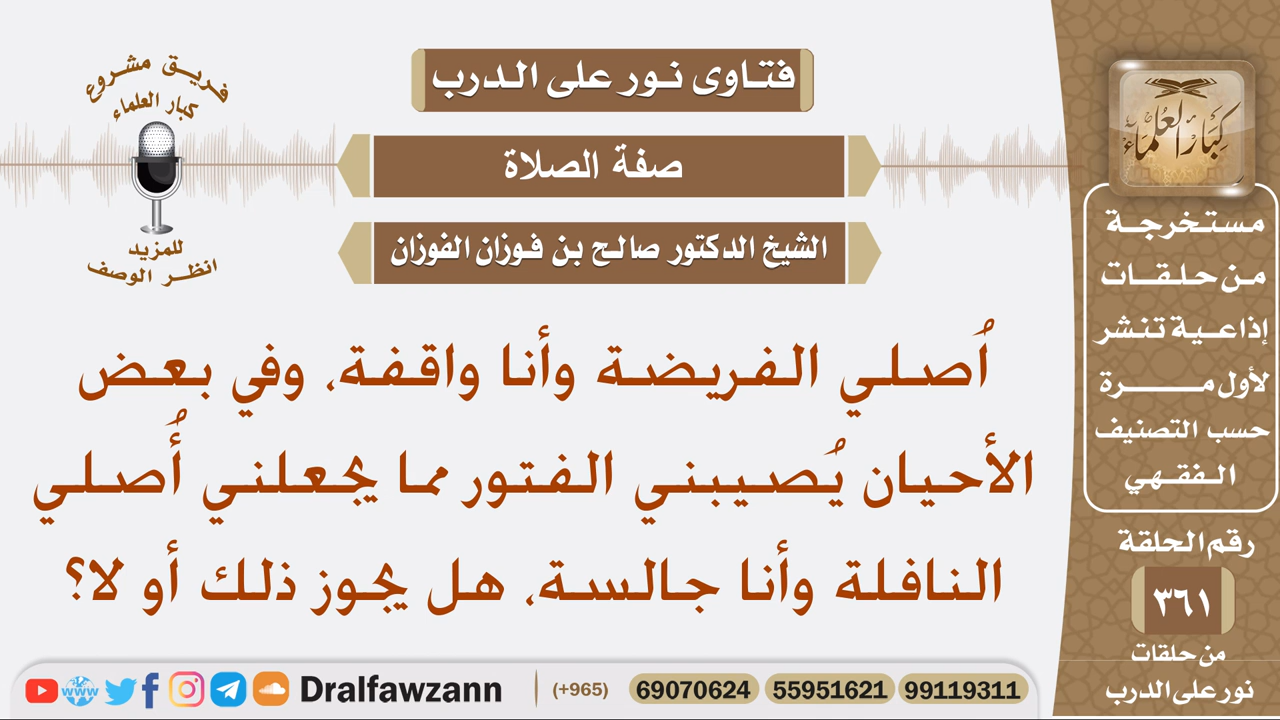 فتاوى نور على الدرب
صفة الصلاة
الشيخ الدكتور صالح بن فوزان الفوزان
أُصلي الفريضة وأنا واقفة، وفي بعض
الأحيان يُصيبني الفتور مما يجعلني أُصلي
النافلة وأنا جالسة، هل يجوز ذلك أو لا؟
فريق مشروع
كبار العلماء
للمزيد
انظر الوصف
كبار العلماء
مستخرجة
من حلقات
إذاعية تنشر
لأول مرة
حسب التصنيف
الفقهي
رقم الحلقة
٣٦١
من حلقات
نور على الدرب
www
Dralfawzann
(+965)
69070624
55951621
99119311